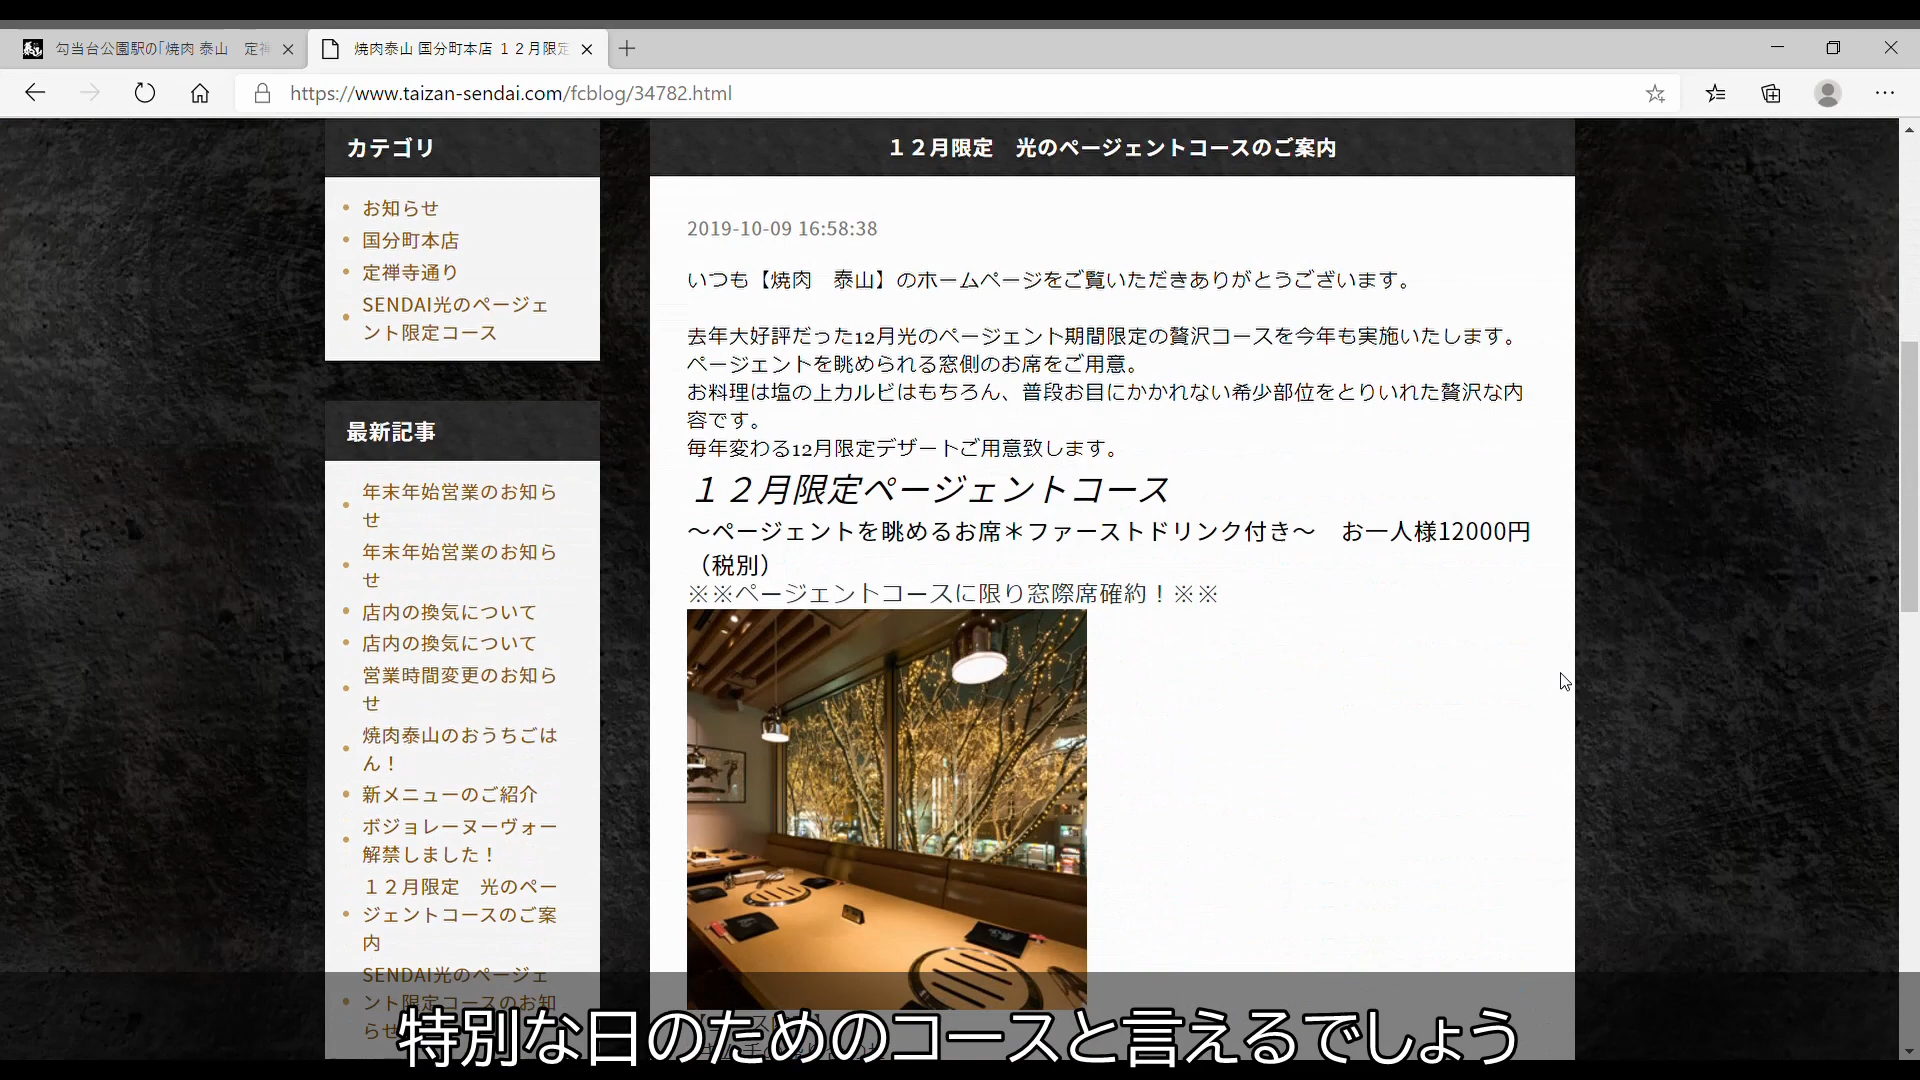 勾当台公園駅の「焼肉 泰山　定禅
焼肉泰山 国分町本店 １２月限定
https://www.taizan-sendai.com/fcblog/34782.html
カテゴリ
お知らせ
国分町本店
定禅寺通り
SENDAI光のページェ
ント限定コース
最新記事
年末年始営業のお知ら
せ
年末年始営業のお知ら
せ
店内の換気について
店内の換気について
営業時間変更のお知ら
せ
焼肉泰山のおうちごは
ん！
新メニューのご紹介
ボジョレーヌーヴォー
解禁しました！
１２月限定　光のペー
ジェントコースのご案
内
SENDAI光のページェ
ント限定コースのお知
らせ
１２月限定　光のページェントコースのご案内
2019-10-09 16:58:38
いつも【焼肉　泰山】のホームページをご覧いただきありがとうございます。
去年大好評だった12月光のページェント期間限定の贅沢コースを今年も実施いたします。
ページェントを眺められる窓側のお席をご用意。
お料理は塩の上カルビはもちろん、普段お目にかかれない希少部位をとりいれた贅沢な内
容です。
毎年変わる12月限定デザートご用意致します。
１２月限定ページェントコース
～ページェントを眺めるお席＊ファーストドリンク付き～　お一人様12000円
（税別）
※※ページェントコースに限り窓際席確約！※※
特別な日のためのコースと言えるでしょう